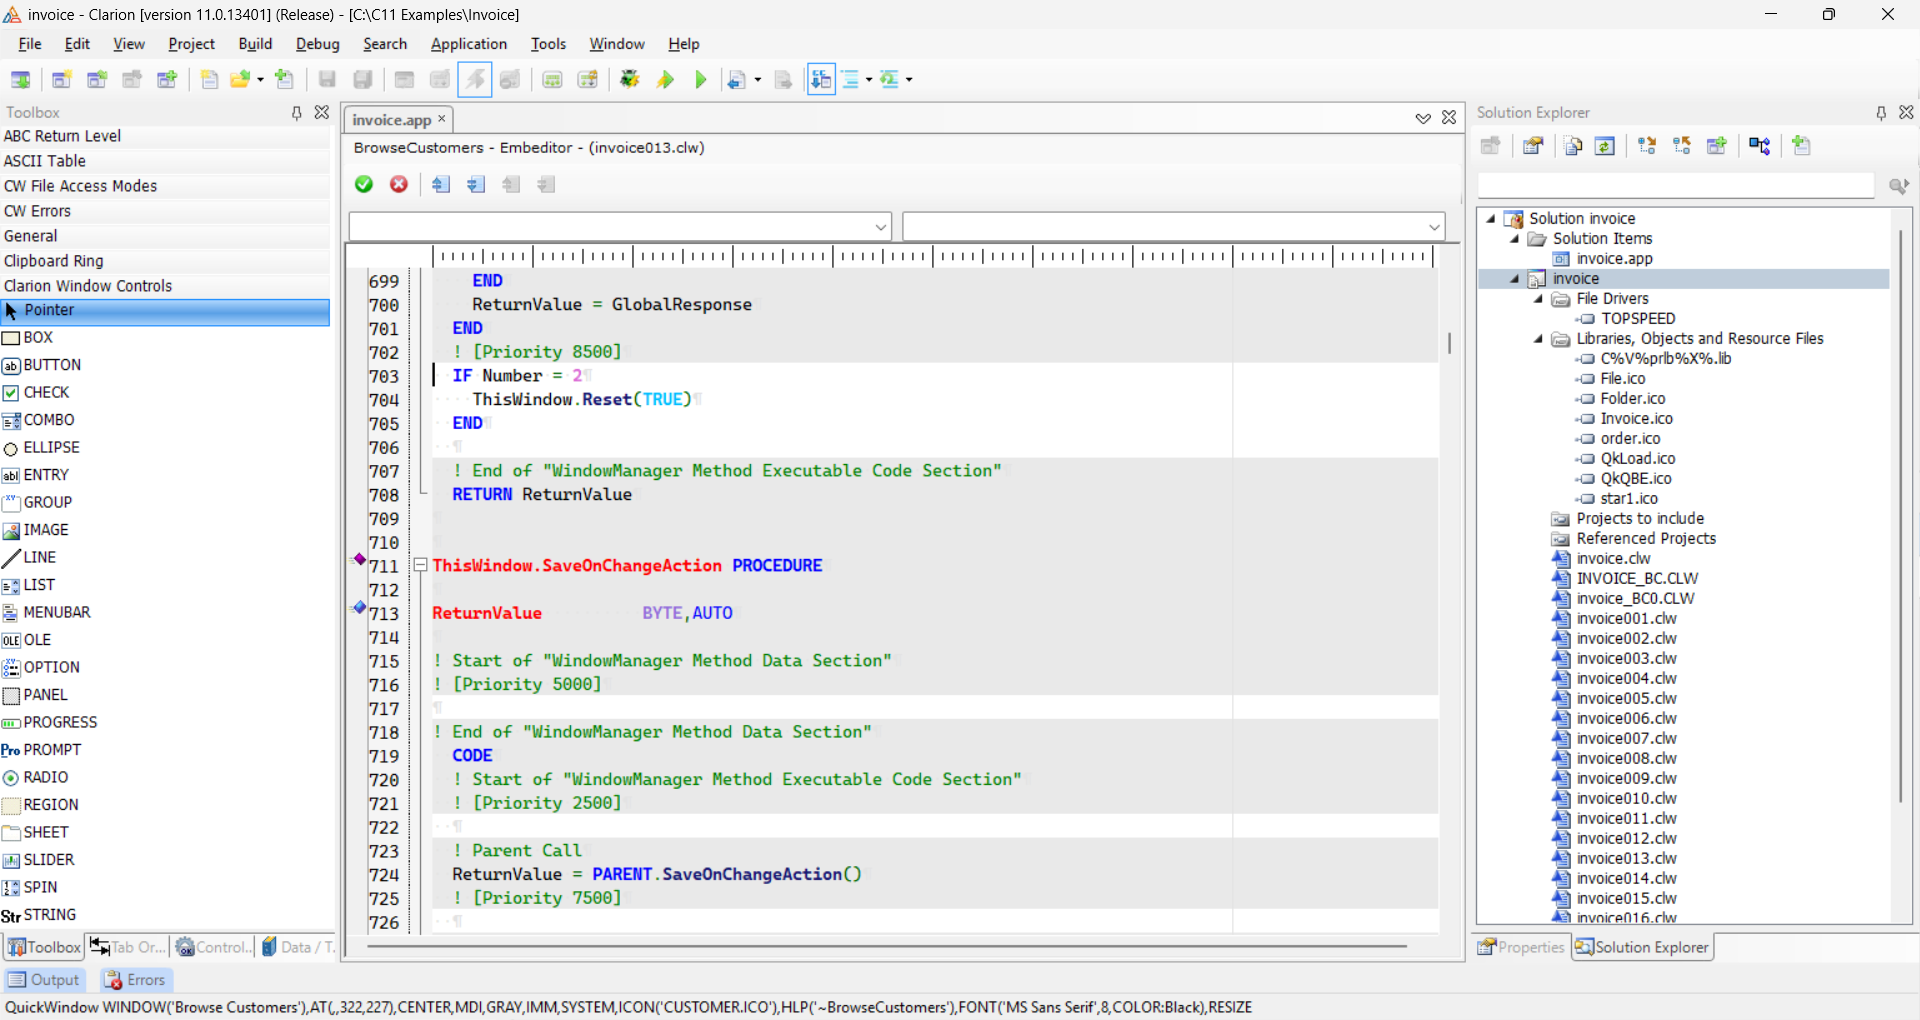 invoice - Clarion [version 11.0.13401] (Release) - [C:\C11 Examples\Invoice]
File Edit View Project Build Debug Search Application Tools Window Help
Toolbox
ABC Return Level
ASCII Table
CW File Access Modes
CW Errors
General
Clipboard Ring
Clarion Window Controls
Pointer
BOX
BUTTON
CHECK
COMBO
ELLIPSE
ENTRY
GROUP
IMAGE
LINE
LIST
MENUBAR
OLE
OPTION
PANEL
PROGRESS
PROMPT
RADIO
REGION
SHEET
SLIDER
SPIN
Str STRING
Toolbox Tab Or... Control... Data / T...
Output Errors
invoice.app
BrowseCustomers - Embeditor - (invoice013.clw)
699 END
700 ReturnValue = GlobalResponse
701 END
702 ! [Priority 8500]
703 IF Number = 2
704 ThisWindow.Reset(TRUE)
705 END
706
707 ! End of "WindowManager Method Executable Code Section"
708 RETURN ReturnValue
709
710
711 ThisWindow.SaveOnChangeAction PROCEDURE
712
713 ReturnValue BYTE,AUTO
714
715 ! Start of "WindowManager Method Data Section"
716 ! [Priority 5000]
717
718 ! End of "WindowManager Method Data Section"
719 CODE
720 ! Start of "WindowManager Method Executable Code Section"
721 ! [Priority 2500]
722
723 ! Parent Call
724 ReturnValue = PARENT.SaveOnChangeAction()
725 ! [Priority 7500]
726
Solution Explorer
Solution invoice
Solution Items
invoice.app
invoice
File Drivers
TOPSPEED
Libraries, Objects and Resource Files
C%V%prlb%X%.lib
File.ico
Folder.ico
Invoice.ico
order.ico
QkLoad.ico
QkQBE.ico
star1.ico
Projects to include
Referenced Projects
invoice.clw
INVOICE_BC.CLW
invoice_BC0.CLW
invoice001.clw
invoice002.clw
invoice003.clw
invoice004.clw
invoice005.clw
invoice006.clw
invoice007.clw
invoice008.clw
invoice009.clw
invoice010.clw
invoice011.clw
invoice012.clw
invoice013.clw
invoice014.clw
invoice015.clw
invoice016.clw
Properties Solution Explorer
QuickWindow WINDOW('Browse Customers'),AT(,,322,227),CENTER,MDI,GRAY,IMM,SYSTEM,ICON('CUSTOMER.ICO'),HLP('~BrowseCustomers'),FONT('MS Sans Serif',8,COLOR:Black),RESIZE